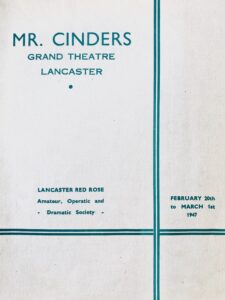 MR. CINDERS
GRAND THEATRE
LANCASTER
•
LANCASTER RED ROSE
Amateur, Operatic and
• Dramatic Society •
FEBRUARY 20th
to MARCH 1st
1947